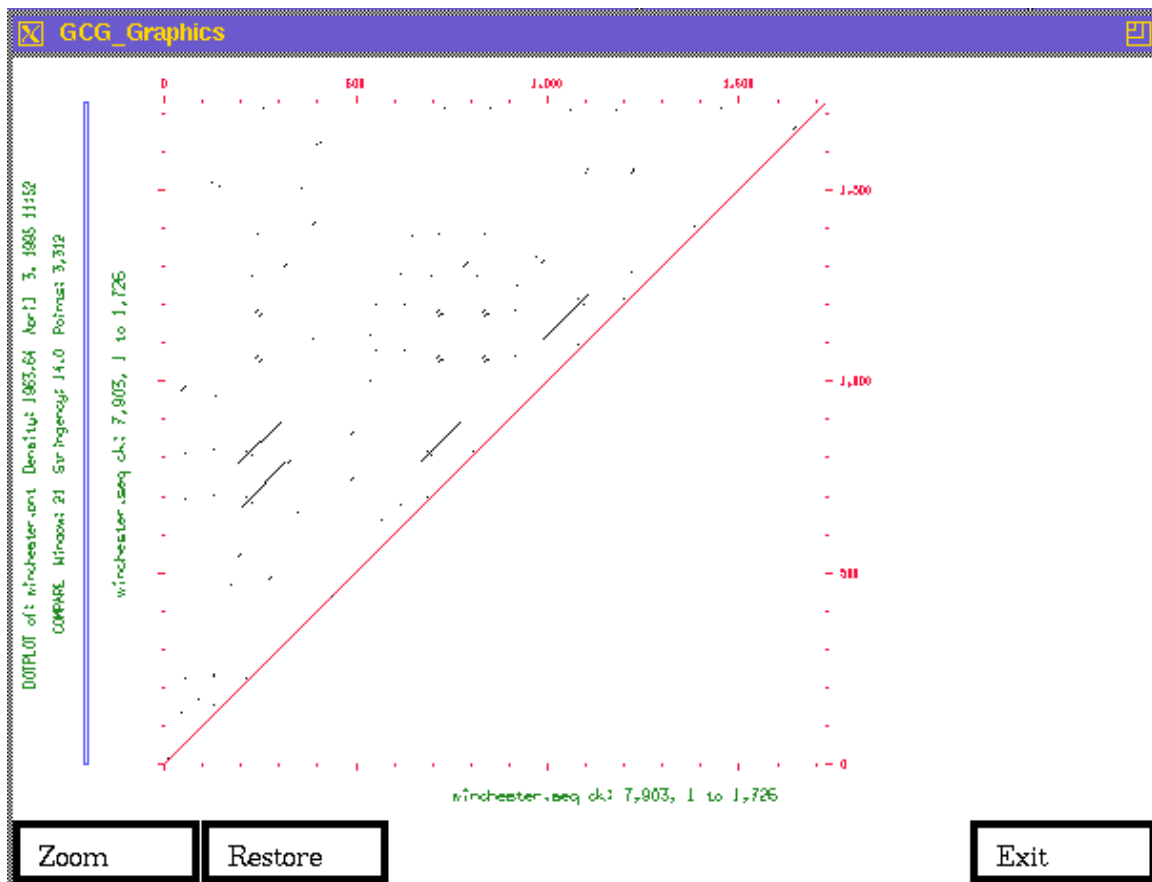 GCG_Graphics
0 500 1,000 1,500
DOTPLOT of: winchester.pnt Density: 1963.64 April 3, 1995 11:52
COMPARE Window: 21 Stringency: 14.0 Points: 3,312
winchester.seq ck: 7,903, 1 to 1,726
1,500
1,000
500
0
winchester.seq ck: 7,903, 1 to 1,726
Zoom Restore Exit